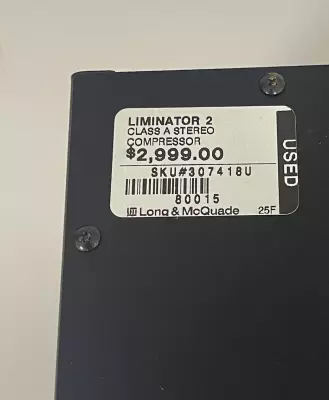 LIMINATOR 2
CLASS A STEREO
COMPRESSOR
$2,999.00
SKU#307418U
80015
Long & McQuade 25F
USED